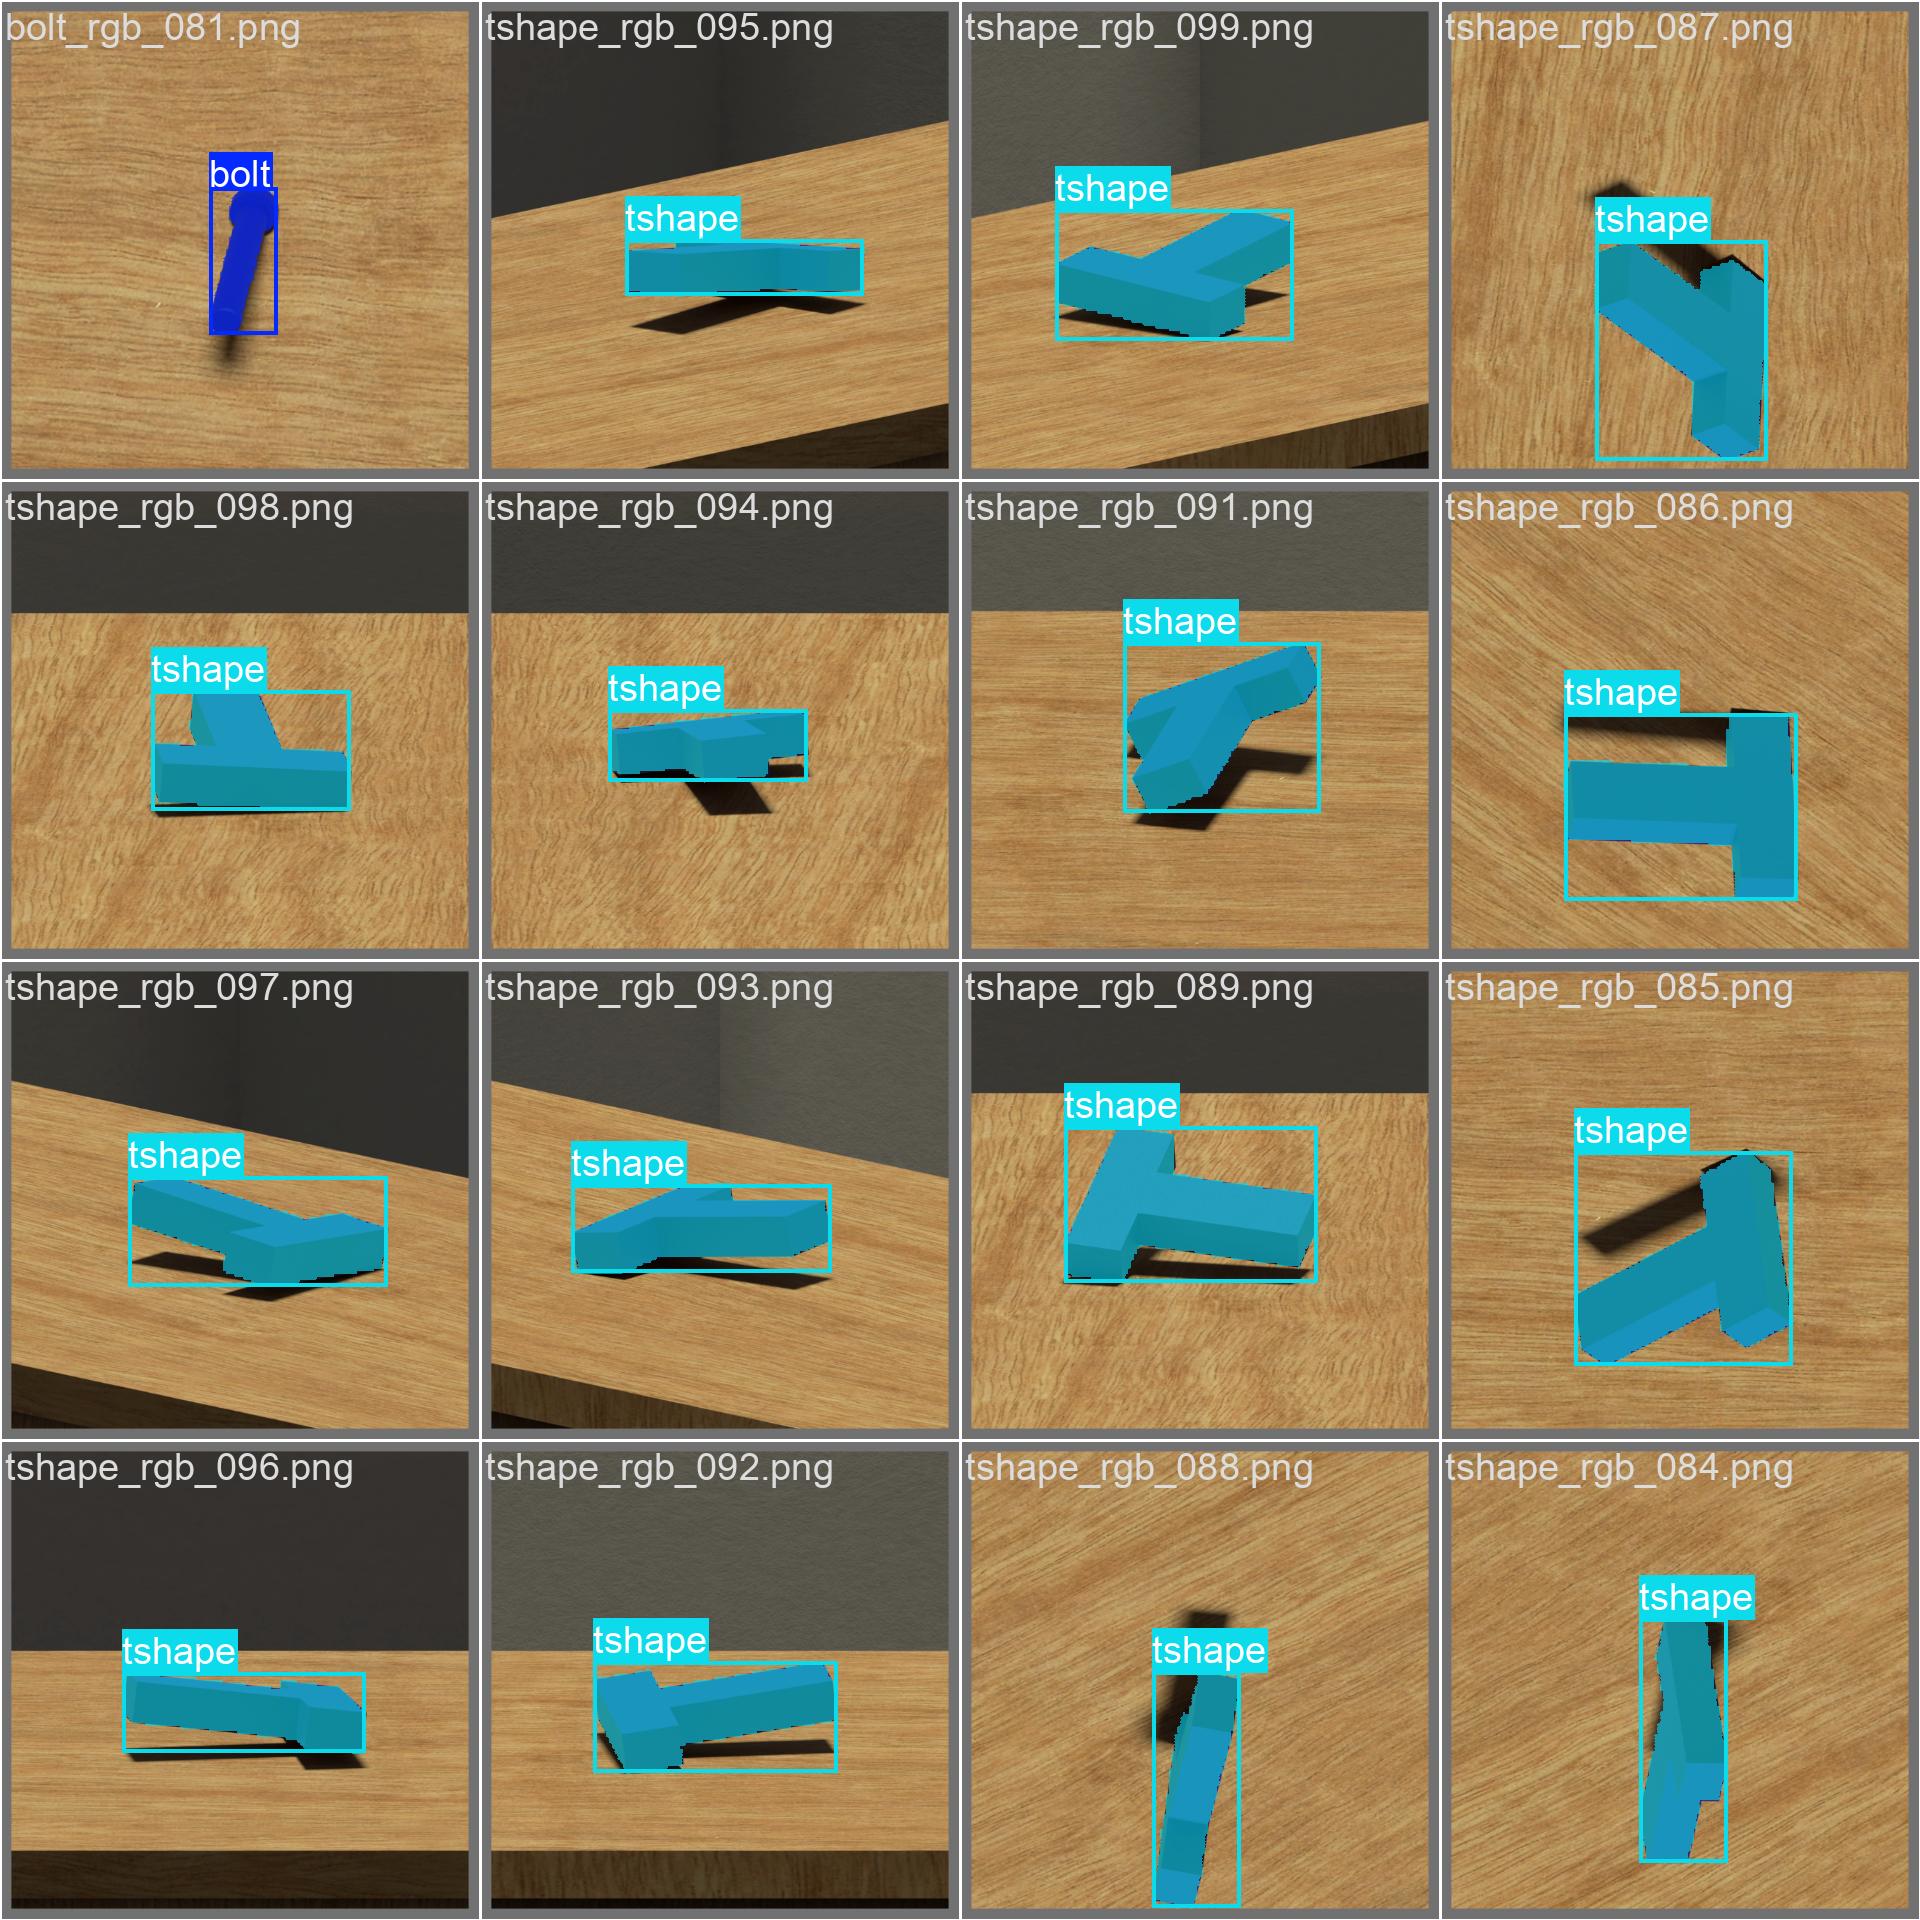 bolt_rgb_081.png
tshape_rgb_095.png
tshape_rgb_099.png
tshape_rgb_087.png
bolt
tshape
tshape
tshape
tshape_rgb_098.png
tshape_rgb_094.png
tshape_rgb_091.png
tshape_rgb_086.png
tshape
tshape
tshape
tshape
tshape_rgb_097.png
tshape_rgb_093.png
tshape_rgb_089.png
tshape_rgb_085.png
tshape
tshape
tshape
tshape
tshape_rgb_096.png
tshape_rgb_092.png
tshape_rgb_088.png
tshape_rgb_084.png
tshape
tshape
tshape
tshape